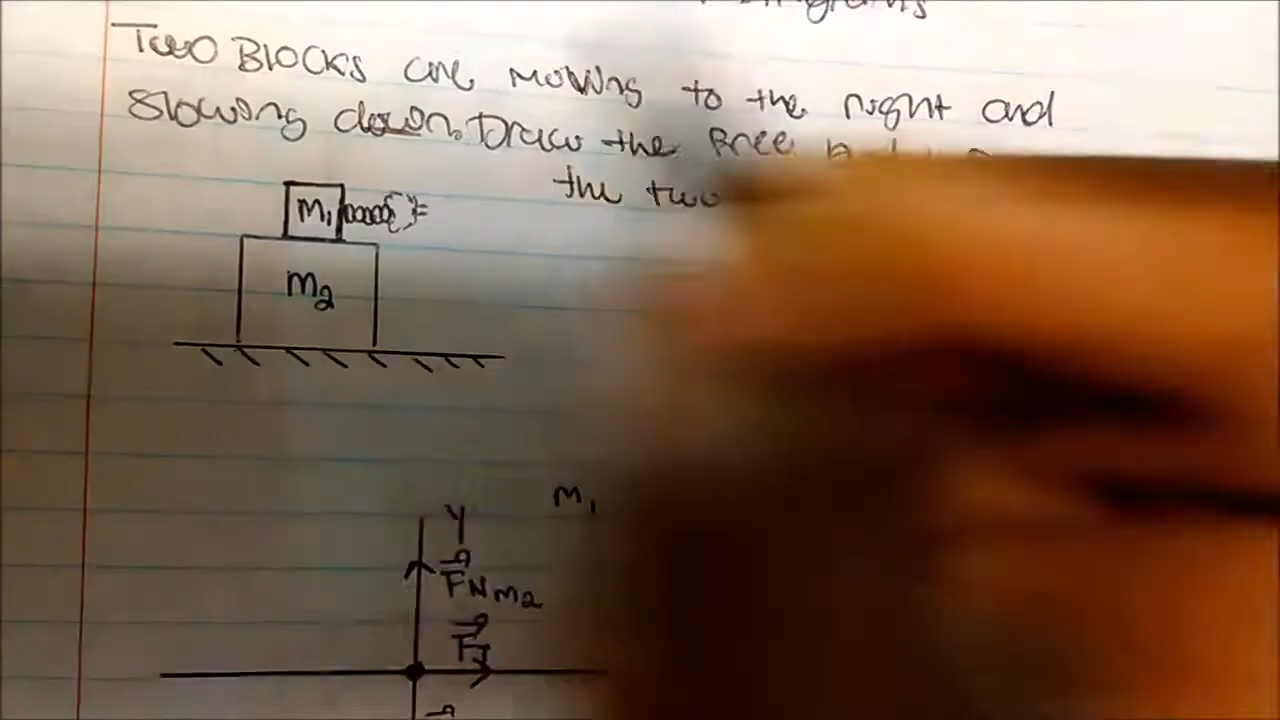 Two Blocks are moving to the right and
slowing down. Draw the Free
the two
m1
m2
m1
Y
FN m2